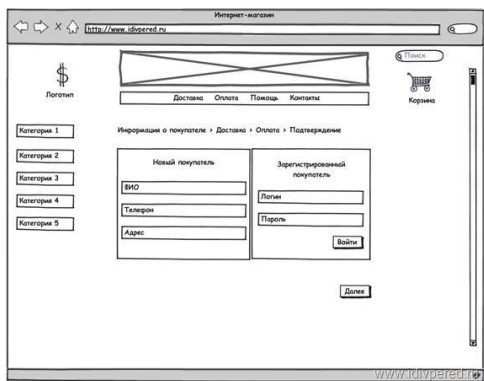 Интернет-магазин
http://www.idivpered.ru
Поиск
$
Логотип
Корзина
Доставка Оплата Помощь Контакты
Информация о покупателе > Доставка > Оплата > Подтверждение
Категория 1
Категория 2
Категория 3
Категория 4
Категория 5
Новый покупатель
ФИО
Телефон
Адрес
Зарегистрированный
покупатель
Логин
Пароль
Войти
Далее
www.idivpered.ru